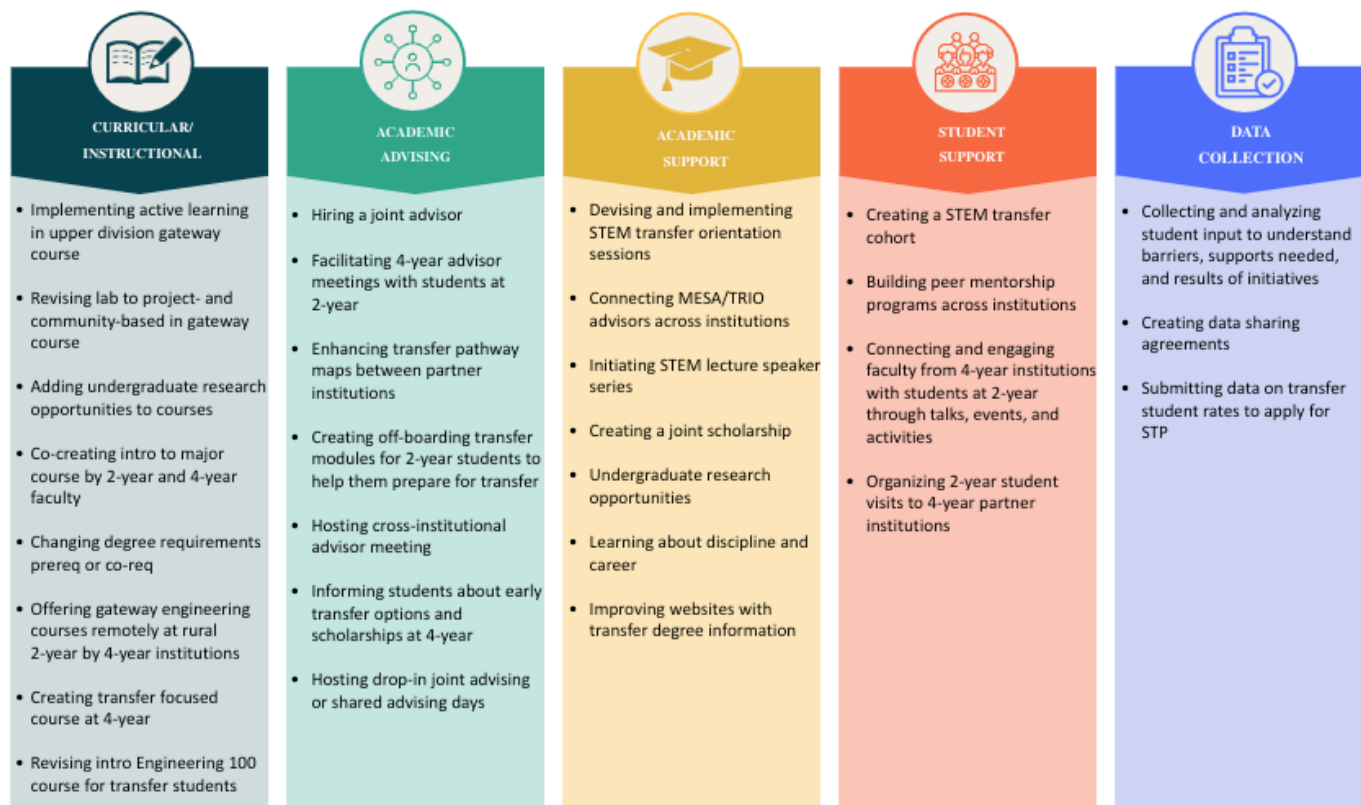 CURRICULAR/
INSTRUCTIONAL
• Implementing active learning
in upper division gateway
course
• Revising lab to project- and
community-based in gateway
course
• Adding undergraduate research
opportunities to courses
• Co-creating intro to major
course by 2-year and 4-year
faculty
• Changing degree requirements
prereq or co-req
• Offering gateway engineering
courses remotely at rural
2-year by 4-year institutions
• Creating transfer focused
course at 4-year
• Revising intro Engineering 100
course for transfer students
ACADEMIC
ADVISING
• Hiring a joint advisor
• Facilitating 4-year advisor
meetings with students at
2-year
• Enhancing transfer pathway
maps between partner
institutions
• Creating off-boarding transfer
modules for 2-year students to
help them prepare for transfer
• Hosting cross-institutional
advisor meeting
• Informing students about early
transfer options and
scholarships at 4-year
• Hosting drop-in joint advising
or shared advising days
ACADEMIC
SUPPORT
• Devising and implementing
STEM transfer orientation
sessions
• Connecting MESA/TRIO
advisors across institutions
• Initiating STEM lecture speaker
series
• Creating a joint scholarship
• Undergraduate research
opportunities
• Learning about discipline and
career
• Improving websites with
transfer degree information
STUDENT
SUPPORT
• Creating a STEM transfer
cohort
• Building peer mentorship
programs across institutions
• Connecting and engaging
faculty from 4-year institutions
with students at 2-year
through talks, events, and
activities
• Organizing 2-year student
visits to 4-year partner
institutions
DATA
COLLECTION
• Collecting and analyzing
student input to understand
barriers, supports needed,
and results of initiatives
• Creating data sharing
agreements
• Submitting data on transfer
student rates to apply for
STP